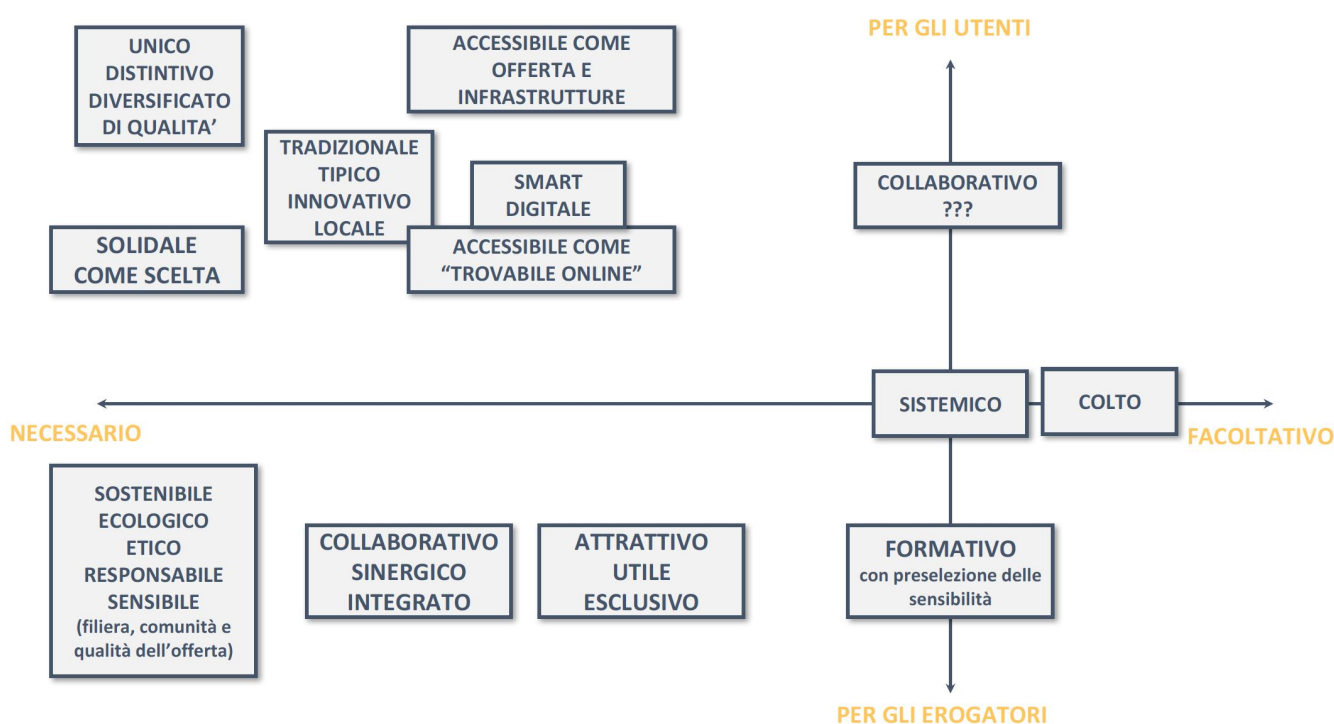 PER GLI UTENTI
UNICO
DISTINTIVO
DIVERSIFICATO
DI QUALITA’
ACCESSIBILE COME
OFFERTA E
INFRASTRUTTURE
TRADIZIONALE
TIPICO
INNOVATIVO
LOCALE
SMART
DIGITALE
COLLABORATIVO
???
SOLIDALE
COME SCELTA
ACCESSIBILE COME
“TROVABILE ONLINE”
SISTEMICO
COLTO
NECESSARIO
FACOLTATIVO
SOSTENIBILE
ECOLOGICO
ETICO
RESPONSABILE
SENSIBILE
(filiera, comunità e
qualità dell’offerta)
COLLABORATIVO
SINERGICO
INTEGRATO
ATTRATTIVO
UTILE
ESCLUSIVO
FORMATIVO
con preselezione delle
sensibilità
PER GLI EROGATORI